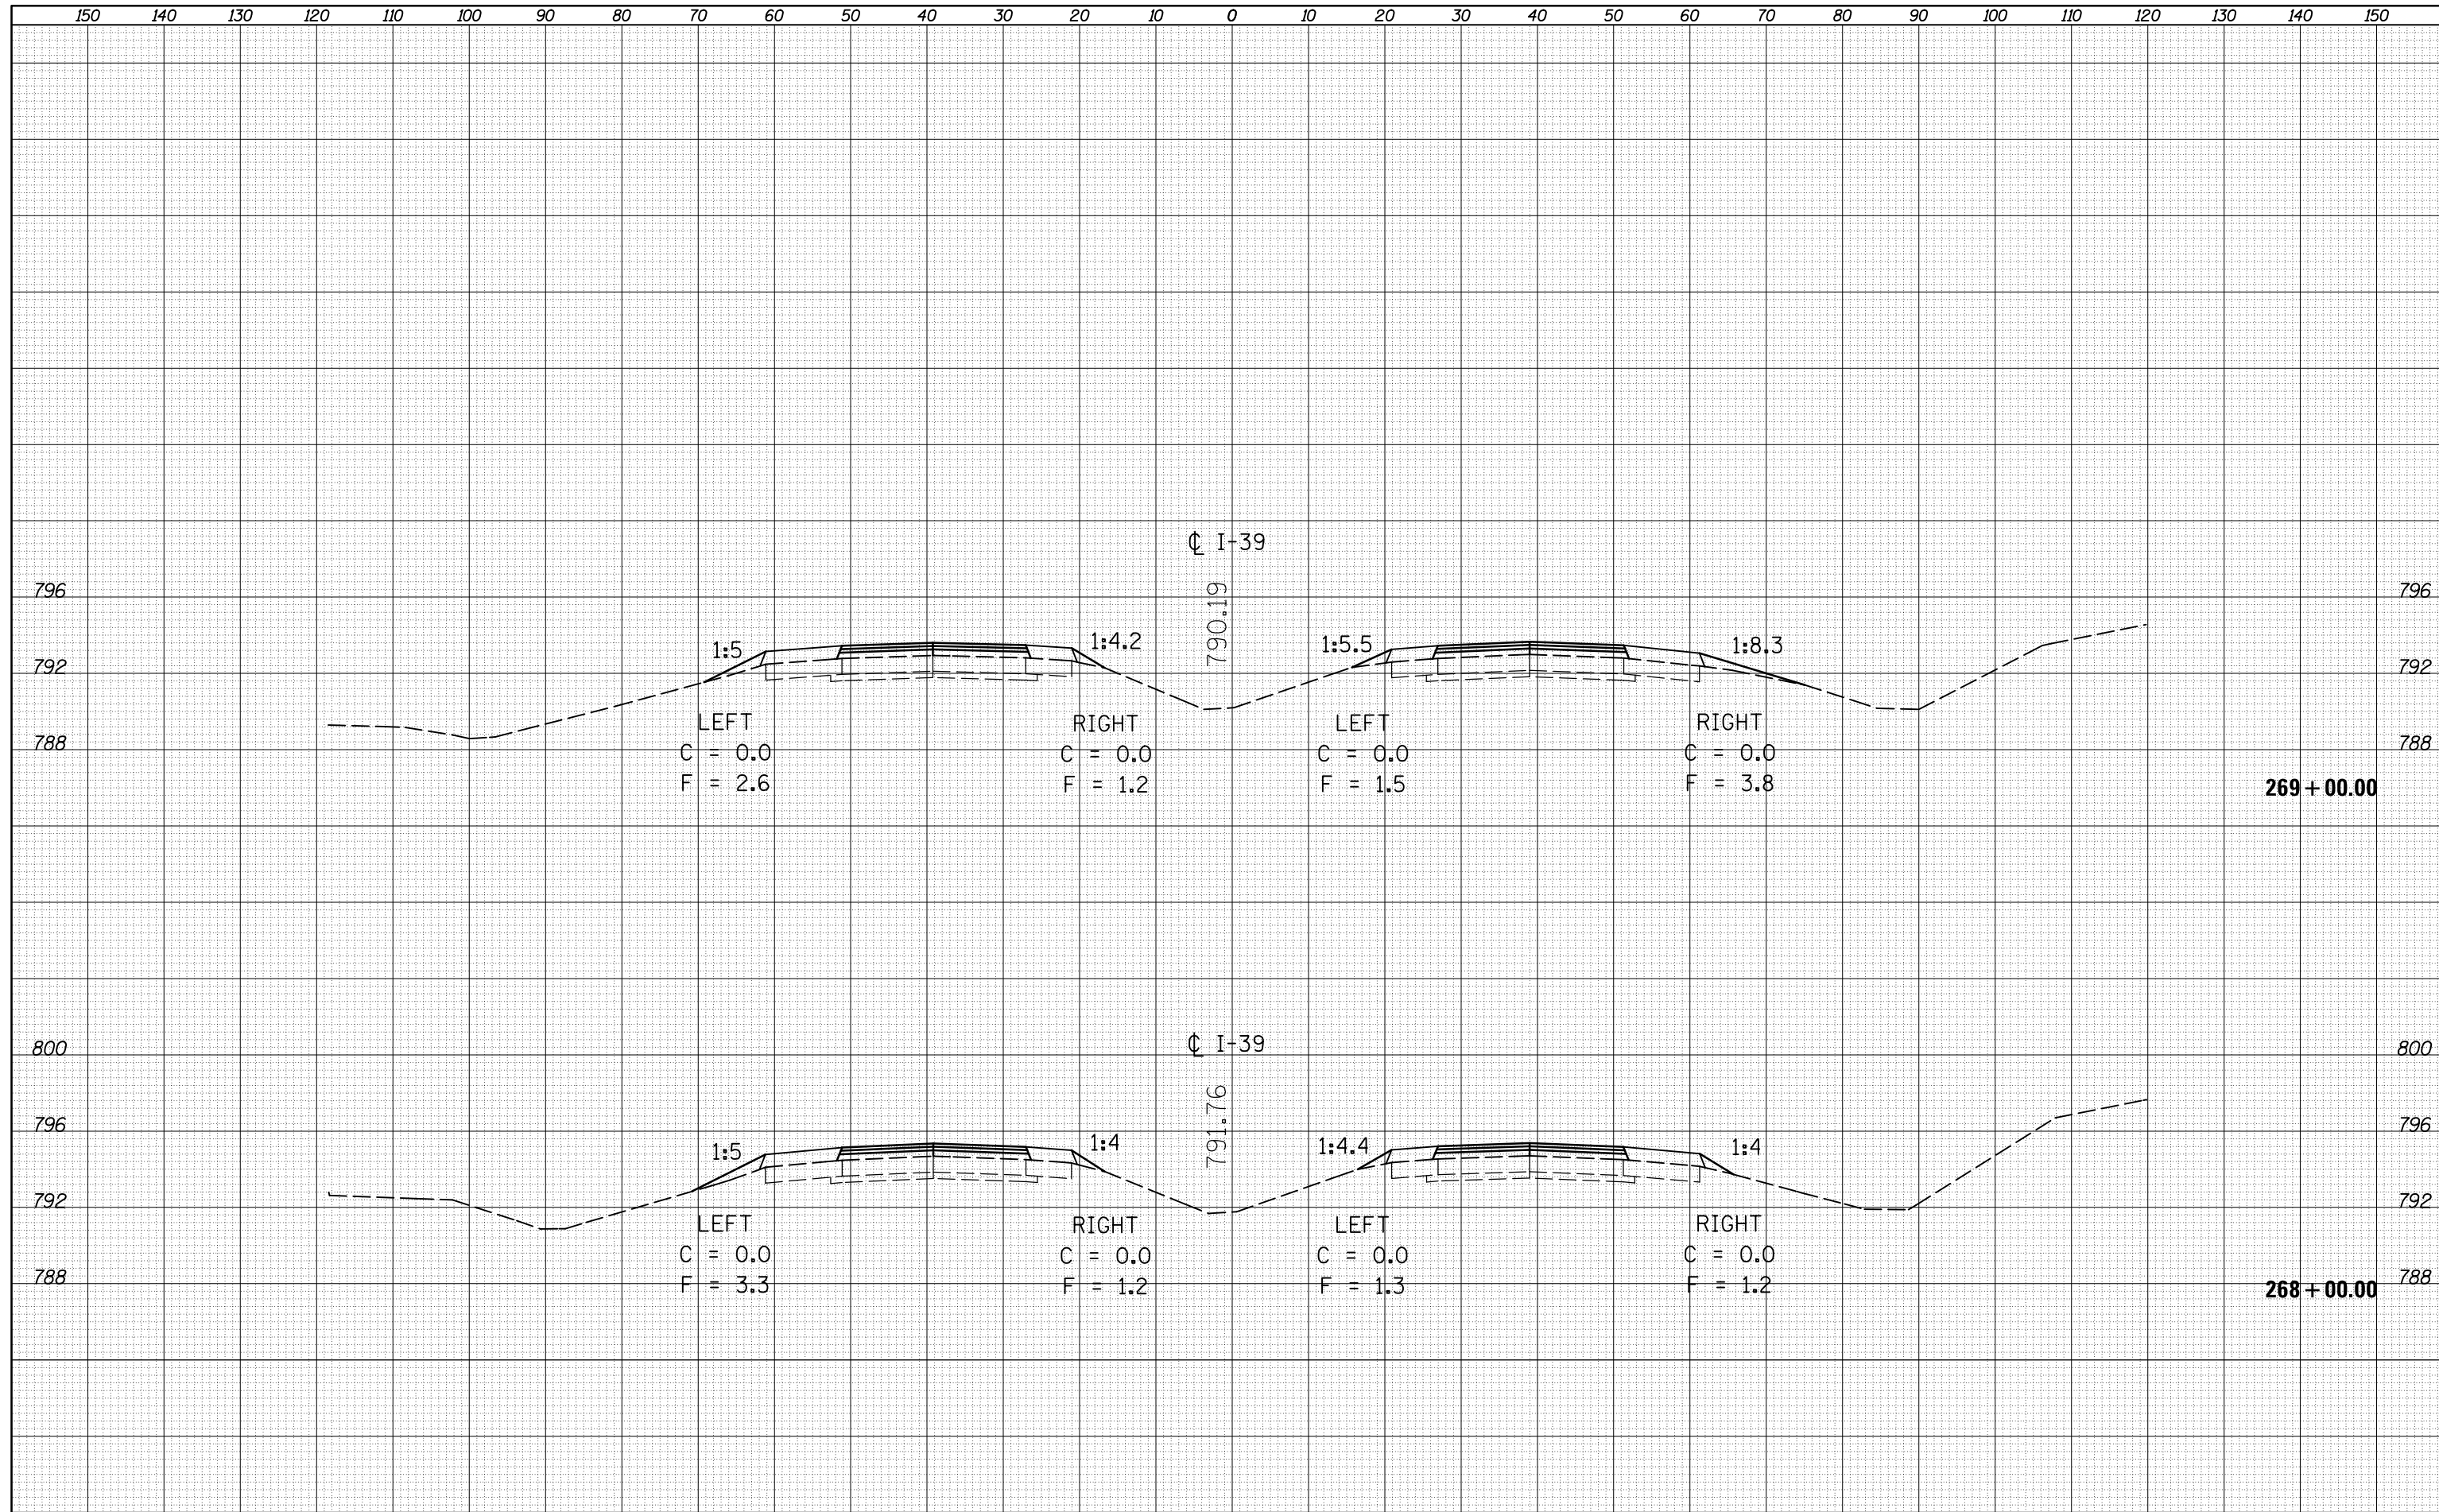 150 140 130 120 110 100 90 80 70 60 50 40 30 20 10 0 10 20 30 40 50 60 70 80 90 100 110 120 130 140 150
℄ I-39
790.19
796 796
1:5 1:4.2 1:5.5 1:8.3
792 792
LEFT RIGHT LEFT RIGHT
788 788
C = 0.0 C = 0.0 C = 0.0 C = 0.0
F = 2.6 F = 1.2 F = 1.5 F = 3.8
269+00.00
℄ I-39
800 800
791.76
796 796
1:5 1:4 1:4.4 1:4
792 792
LEFT RIGHT LEFT RIGHT
C = 0.0 C = 0.0 C = 0.0 C = 0.0
788 788
F = 3.3 F = 1.2 F = 1.3 F = 1.2
268+00.00